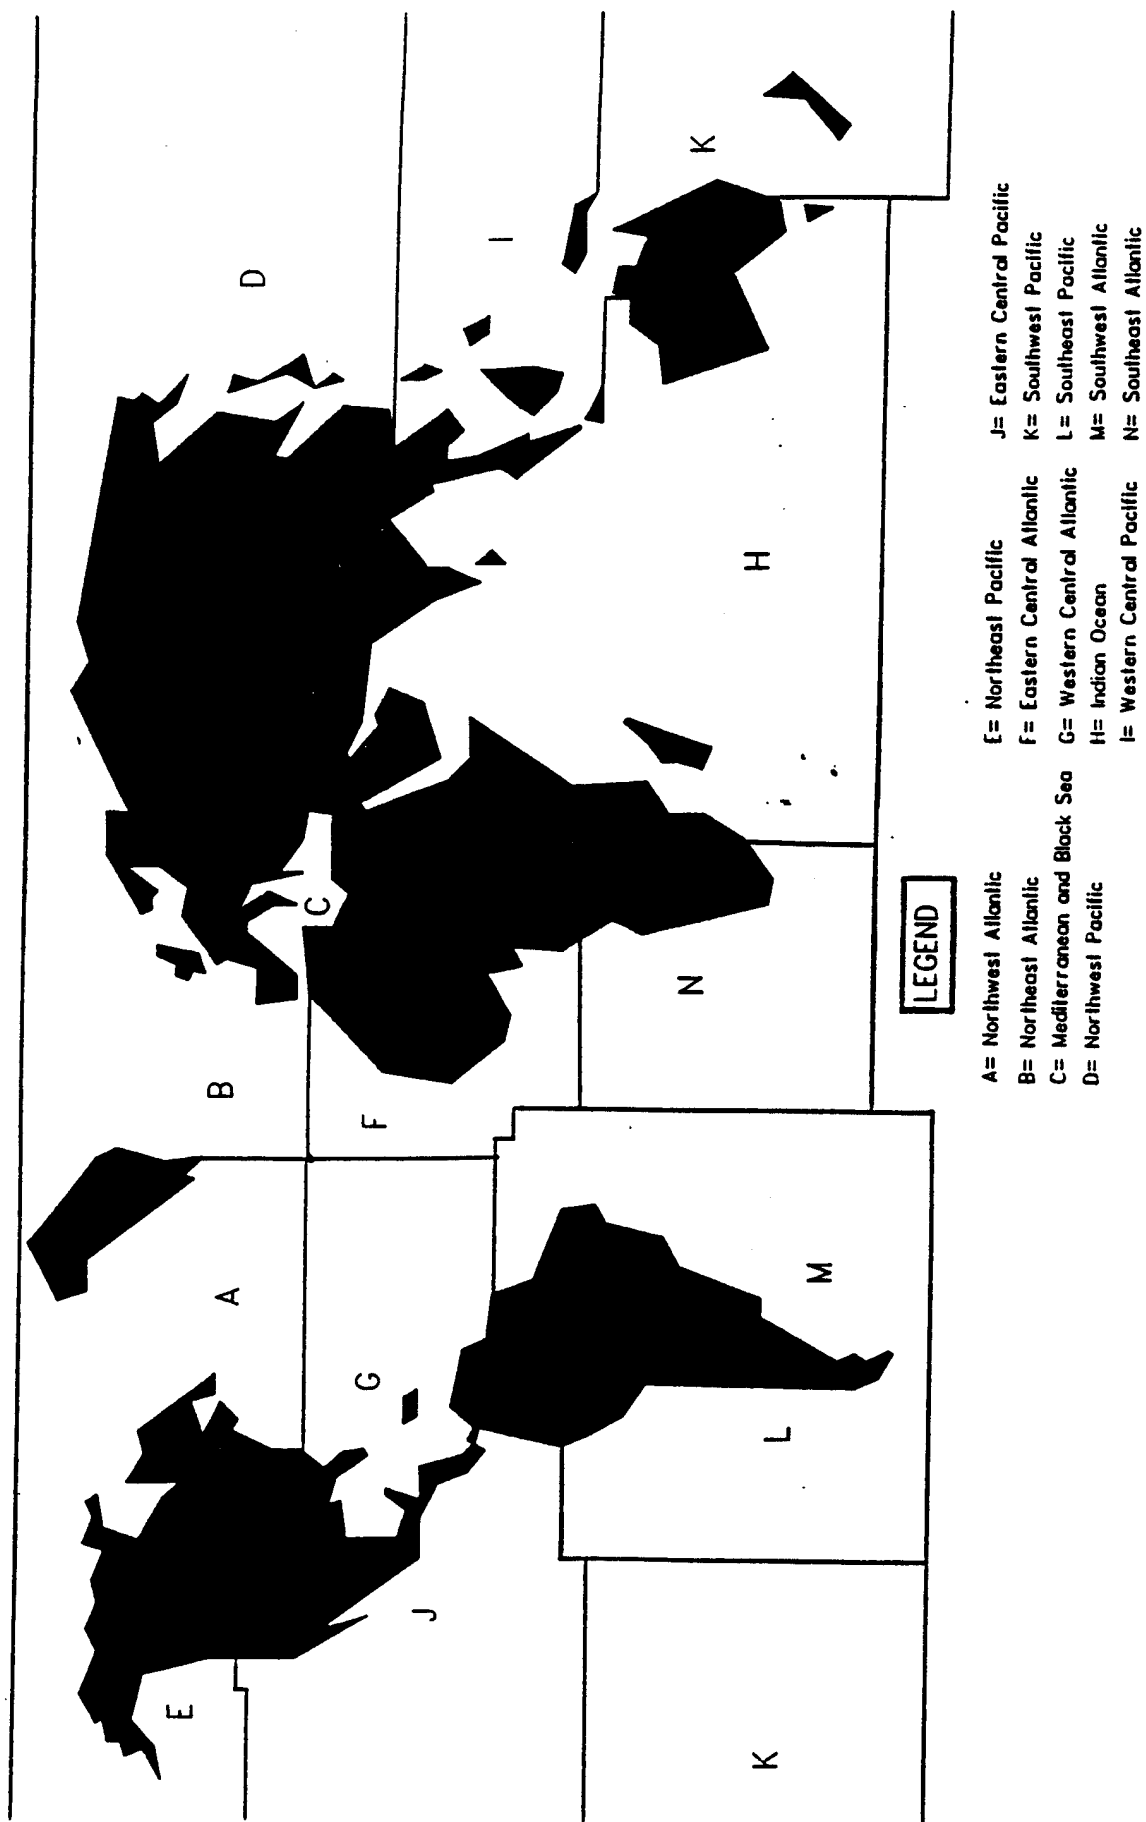 E
A
B
D
J
G
F
C
I
K
L
M
N
H
K
LEGEND
A= Northwest Atlantic
B= Northeast Atlantic
C= Mediterranean and Black Sea
D= Northwest Pacific
E= Northeast Pacific
F= Eastern Central Atlantic
G= Western Central Atlantic
H= Indian Ocean
I= Western Central Pacific
J= Eastern Central Pacific
K= Southwest Pacific
L= Southeast Pacific
M= Southwest Atlantic
N= Southeast Atlantic